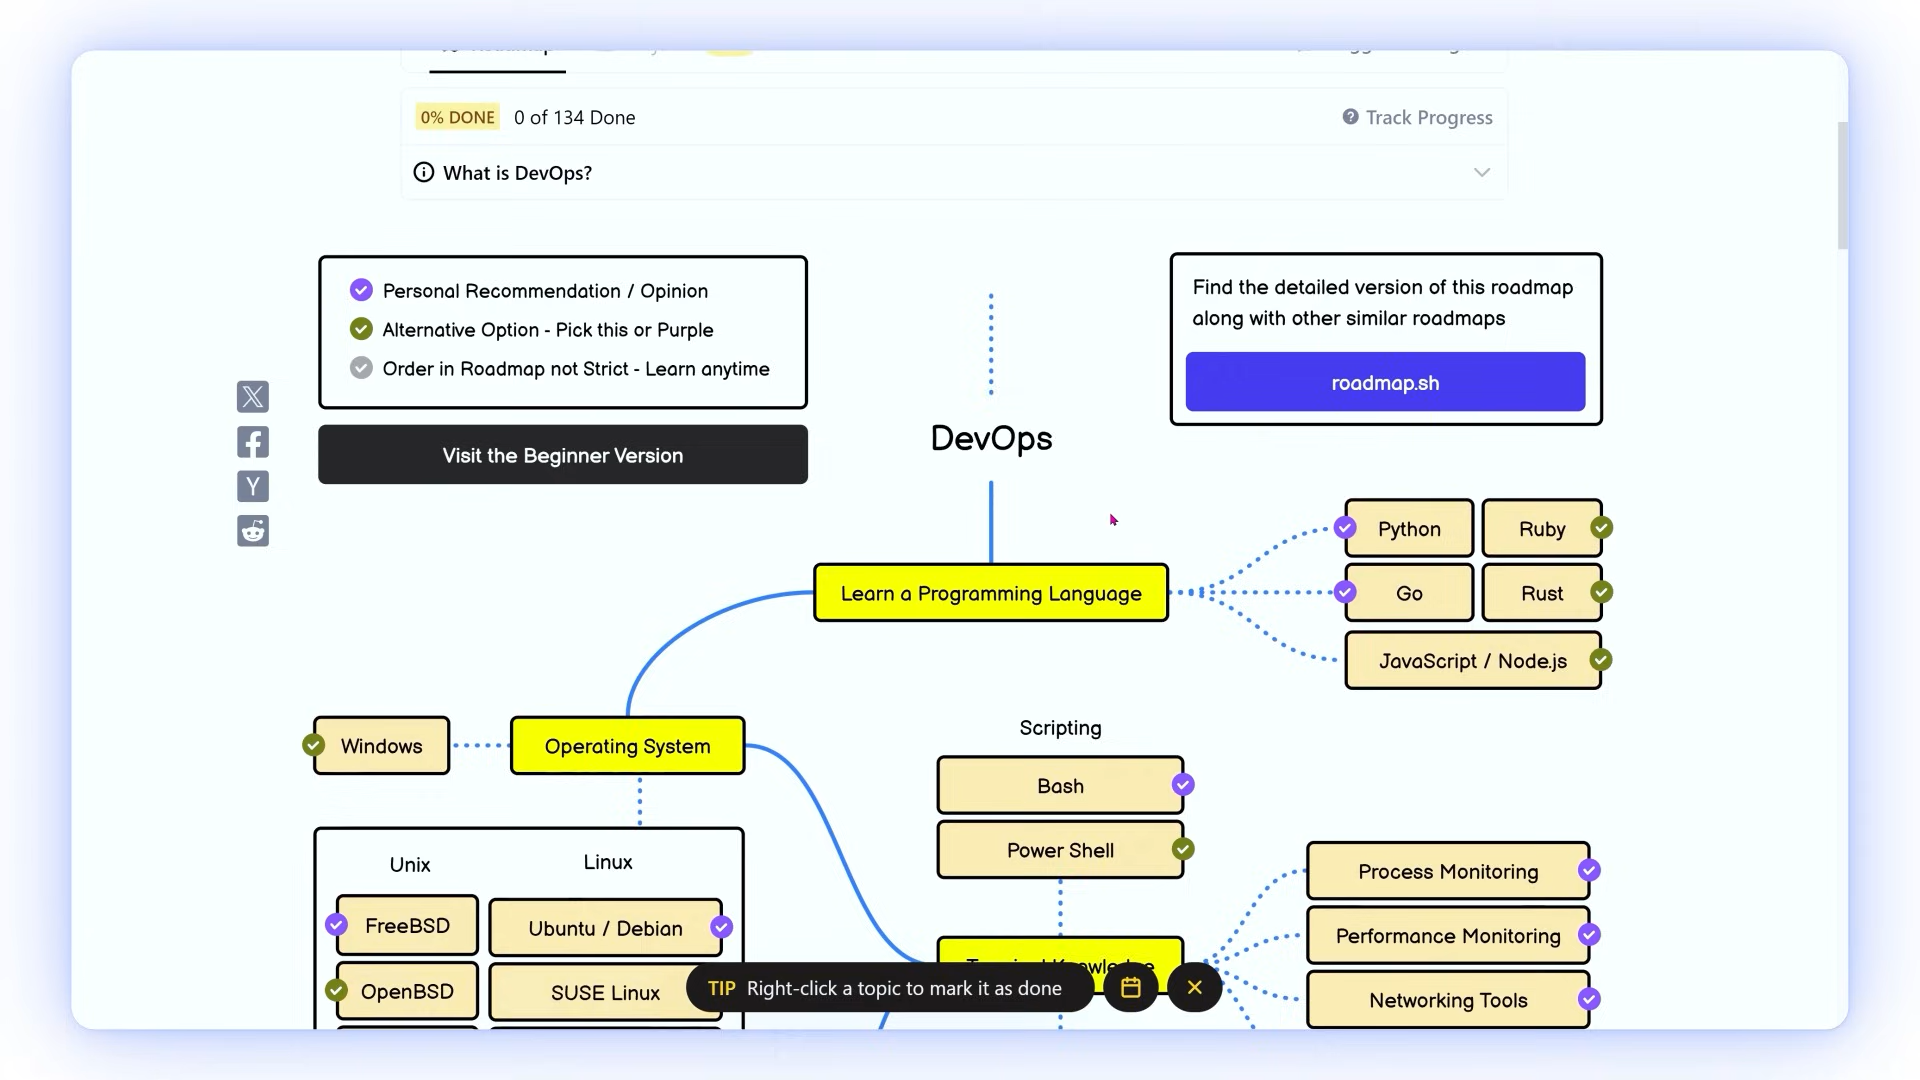 0% DONE 0 of 134 Done
Track Progress
What is DevOps?
Personal Recommendation / Opinion
Alternative Option - Pick this or Purple
Order in Roadmap not Strict - Learn anytime
Visit the Beginner Version
Find the detailed version of this roadmap
along with other similar roadmaps
roadmap.sh
DevOps
Learn a Programming Language
Python
Ruby
Go
Rust
JavaScript / Node.js
Windows
Operating System
Scripting
Bash
Power Shell
Unix
Linux
FreeBSD
Ubuntu / Debian
OpenBSD
SUSE Linux
Process Monitoring
Performance Monitoring
Networking Tools
TIP Right-click a topic to mark it as done